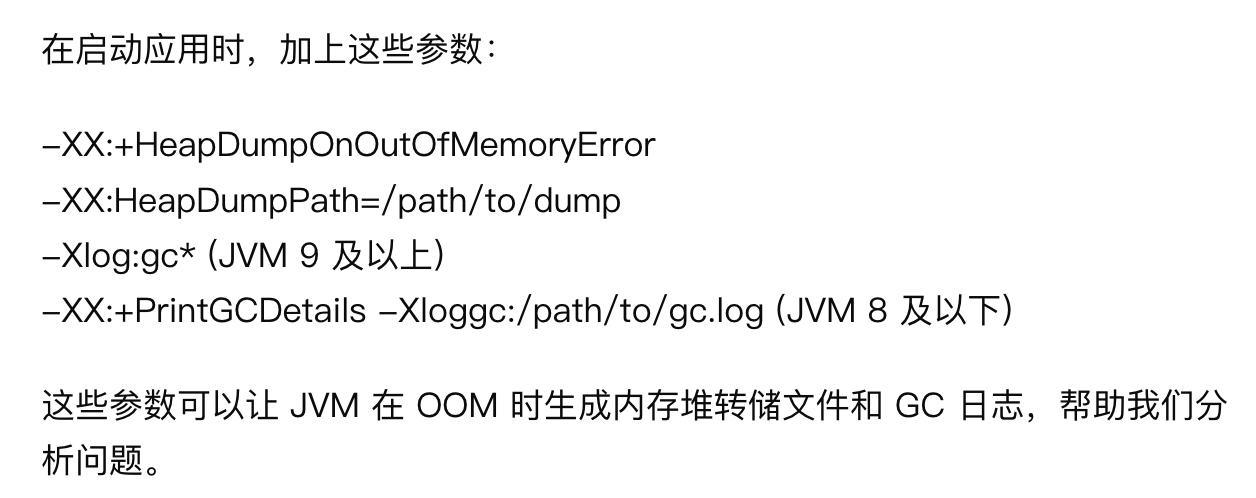 在启动应用时，加上这些参数：
-XX:+HeapDumpOnOutOfMemoryError
-XX:HeapDumpPath=/path/to/dump
-Xlog:gc* (JVM 9 及以上)
-XX:+PrintGCDetails -Xloggc:/path/to/gc.log (JVM 8 及以下)
这些参数可以让 JVM 在 OOM 时生成内存堆转储文件和 GC 日志，帮助我们分
析问题。